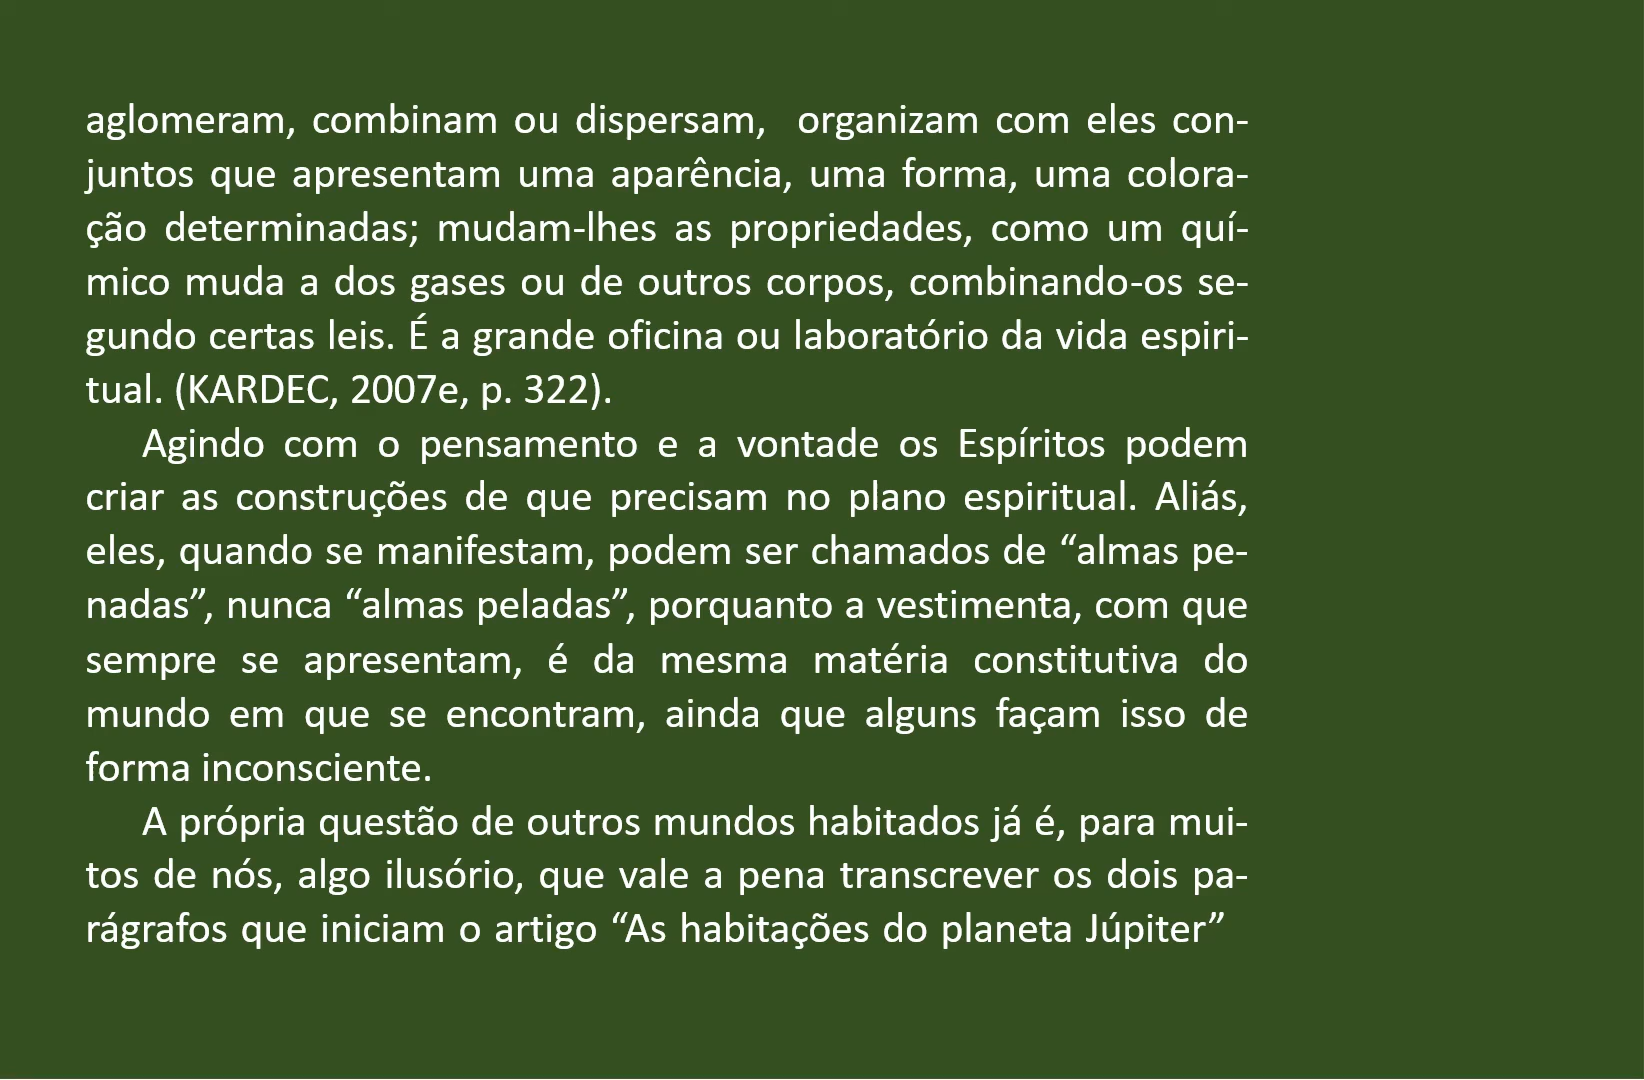 aglomeram, combinam ou dispersam, organizam com eles con-
juntos que apresentam uma aparência, uma forma, uma colora-
ção determinadas; mudam-lhes as propriedades, como um quí-
mico muda a dos gases ou de outros corpos, combinando-os se-
gundo certas leis. É a grande oficina ou laboratório da vida espiri-
tual. (KARDEC, 2007e, p. 322).
Agindo com o pensamento e a vontade os Espíritos podem
criar as construções de que precisam no plano espiritual. Aliás,
eles, quando se manifestam, podem ser chamados de “almas pe-
nadas”, nunca “almas peladas”, porquanto a vestimenta, com que
sempre se apresentam, é da mesma matéria constitutiva do
mundo em que se encontram, ainda que alguns façam isso de
forma inconsciente.
A própria questão de outros mundos habitados já é, para mui-
tos de nós, algo ilusório, que vale a pena transcrever os dois pa-
rágrafos que iniciam o artigo “As habitações do planeta Júpiter”